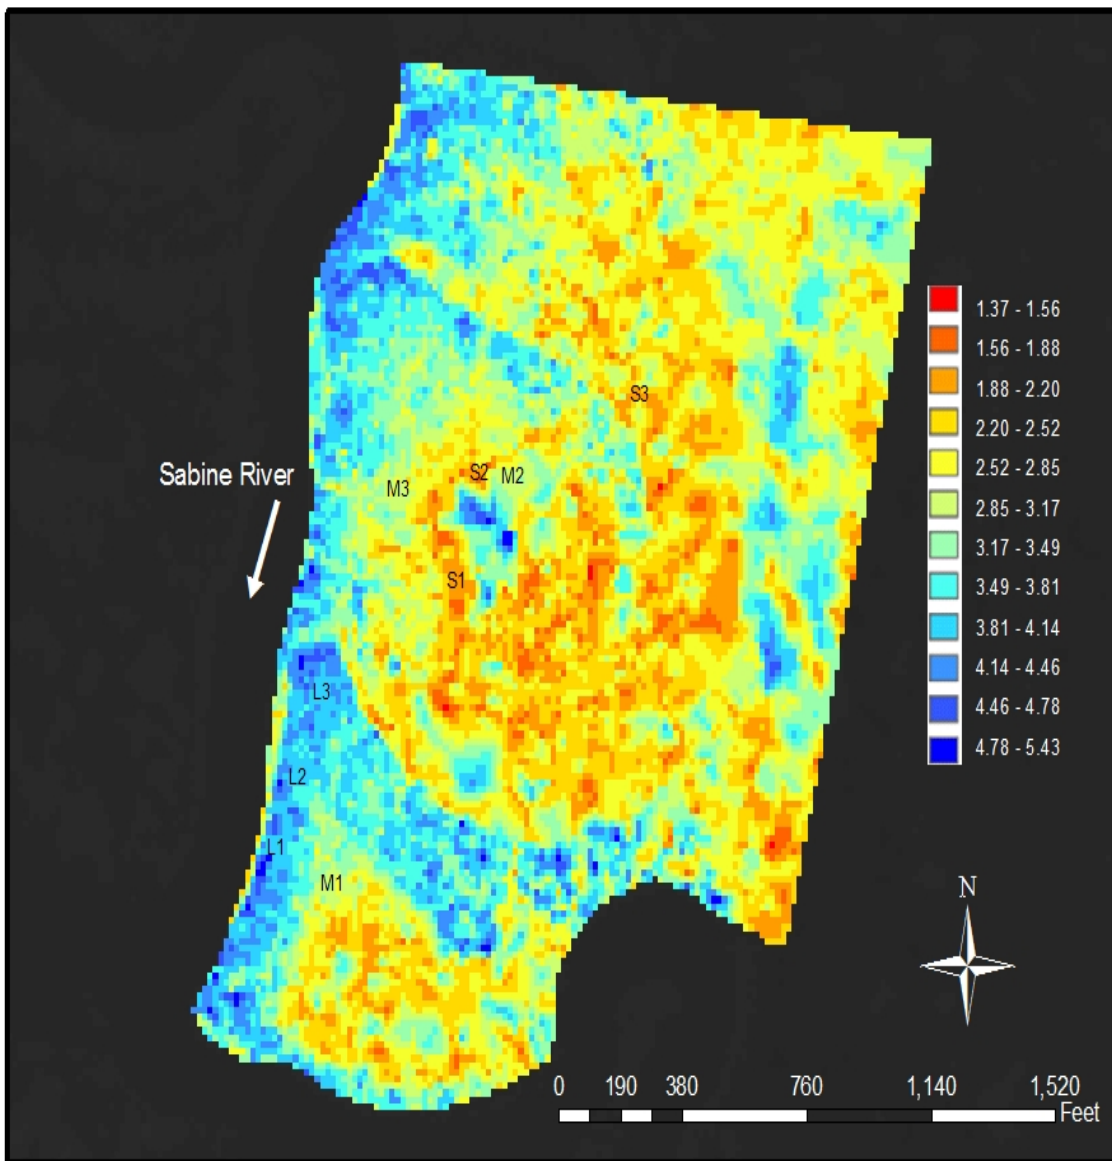 1.37 - 1.56
1.56 - 1.88
1.88 - 2.20
S3
2.20 - 2.52
2.52 - 2.85
Sabine River
M3
S2
M2
2.85 - 3.17
3.17 - 3.49
S1
3.49 - 3.81
3.81 - 4.14
4.14 - 4.46
L3
4.46 - 4.78
4.78 - 5.43
L2
L1
M1
N
0 190 380 760 1,140 1,520
Feet